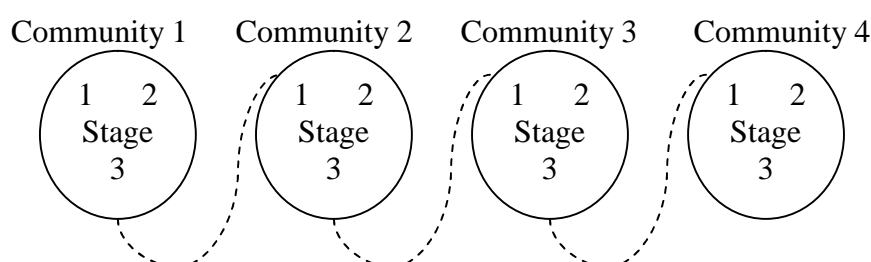 Community 1 Community 2 Community 3 Community 4
1 2 1 2 1 2 1 2
Stage Stage Stage Stage
3 3 3 3